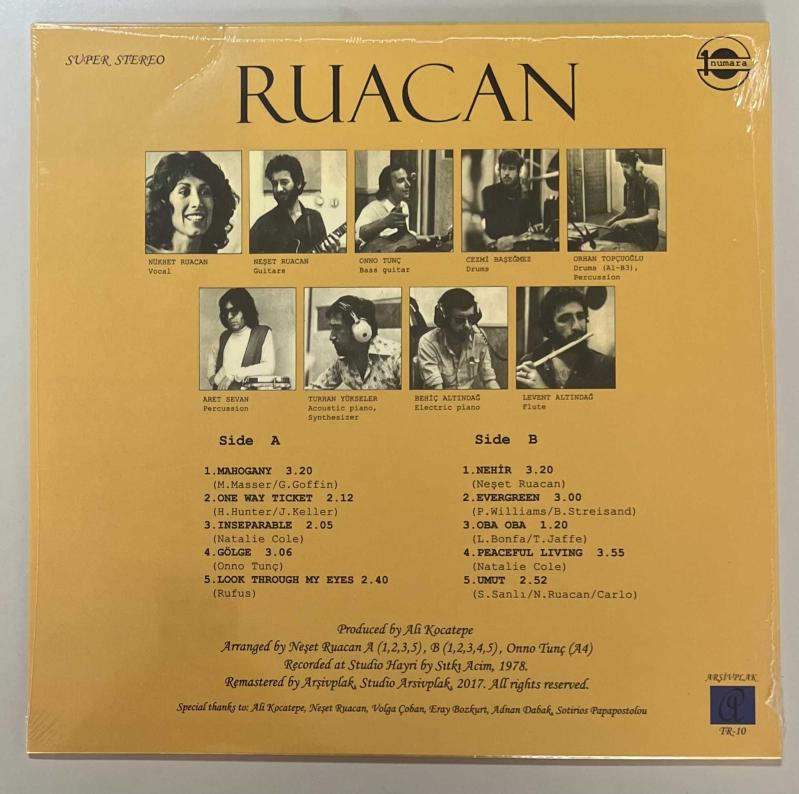 SUPER STEREO
10 numara
RUACAN
NÜKHET RUACAN
Vocal
NEŞET RUACAN
Guitars
ONNO TUNÇ
Bass guitar
CEZMİ BAŞEĞMEZ
Drums
ORHAN TOPÇUOĞLU
Drums (A1-B3),
Percussion
ARET SEVAN
Percussion
TURHAN YÜKSELER
Acoustic piano,
Synthesizer
BEHİÇ ALTINDAĞ
Electric piano
LEVENT ALTINDAĞ
Flute
Side A
1.MAHOGANY 3.20
(M.Masser/G.Goffin)
2.ONE WAY TICKET 2.12
(H.Hunter/J.Keller)
3.INSEPARABLE 2.05
(Natalie Cole)
4.GÖLGE 3.06
(Onno Tunç)
5.LOOK THROUGH MY EYES 2.40
(Rufus)
Side B
1.NEHİR 3.20
(Neşet Ruacan)
2.EVERGREEN 3.00
(P.Williams/B.Streisand)
3.OBA OBA 1.20
(L.Bonfa/T.Jaffe)
4.PEACEFUL LIVING 3.55
(Natalie Cole)
5.UMUT 2.52
(S.Sanlı/N.Ruacan/Carlo)
Produced by Ali Kocatepe
Arranged by Neşet Ruacan A (1,2,3,5) , B (1,2,3,4,5) , Onno Tunç (A4)
Recorded at Studio Hayri by Sıtkı Acim, 1978.
Remastered by Arşivplak, Studio Arsivplak, 2017. All rights reserved.
Special thanks to: Ali Kocatepe, Neşet Ruacan, Volga Çoban, Eray Bozkurt, Adnan Dabak, Sotirios Papapostolou
ARŞİVPLAK
TR-10